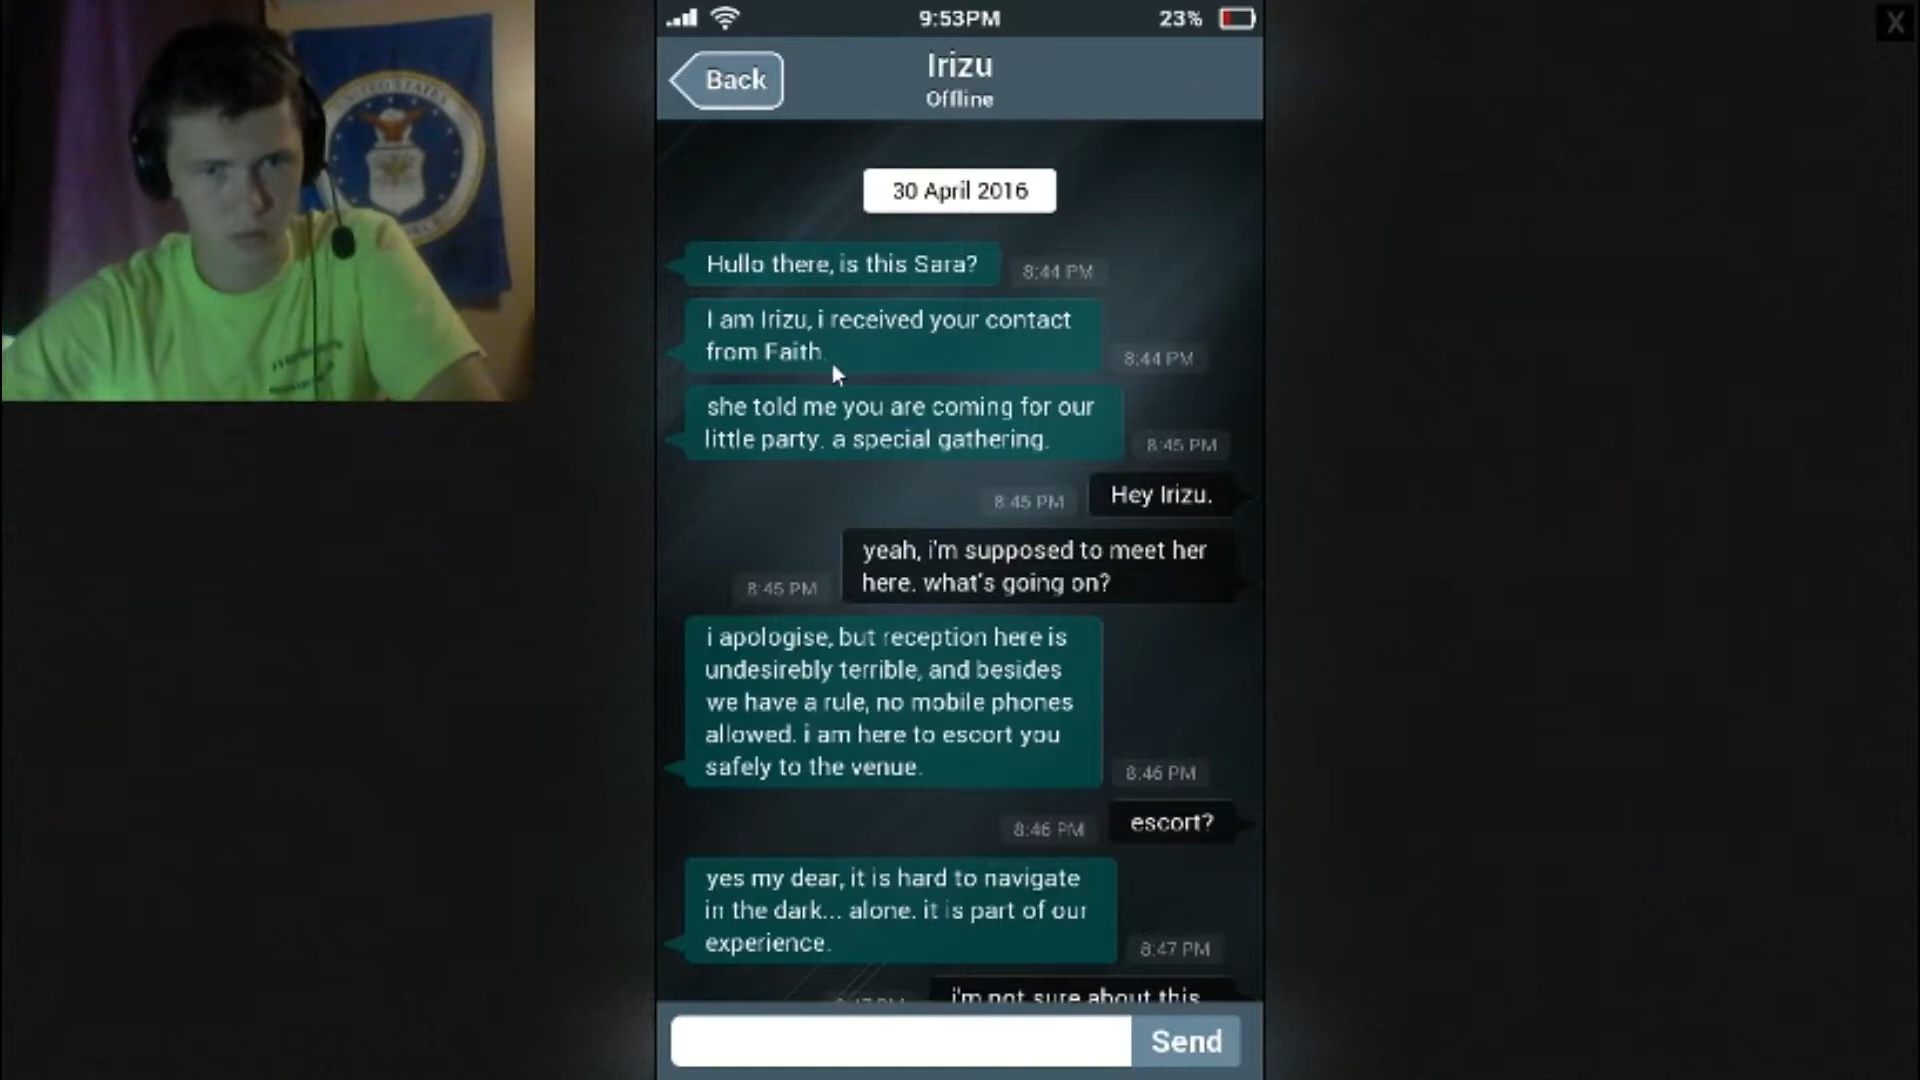 UNITED STATES
9:53PM
23%
X
Back
Irizu
Offline
30 April 2016
Hullo there, is this Sara?
8:44 PM
I am Irizu, i received your contact
from Faith.
8:44 PM
she told me you are coming for our
little party. a special gathering.
8:45 PM
Hey Irizu.
8:45 PM
yeah, i'm supposed to meet her
here. what's going on?
8:45 PM
i apologise, but reception here is
undesirebly terrible, and besides
we have a rule, no mobile phones
allowed. i am here to escort you
safely to the venue.
8:46 PM
escort?
8:46 PM
yes my dear, it is hard to navigate
in the dark... alone. it is part of our
experience.
8:47 PM
i'm not sure about this
Send